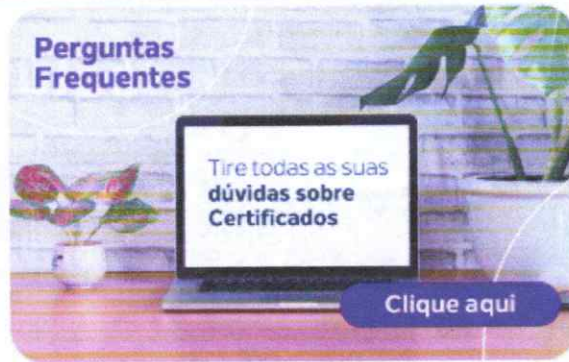 Perguntas
Frequentes
Tire todas as suas
dúvidas sobre
Certificados
Clique aqui